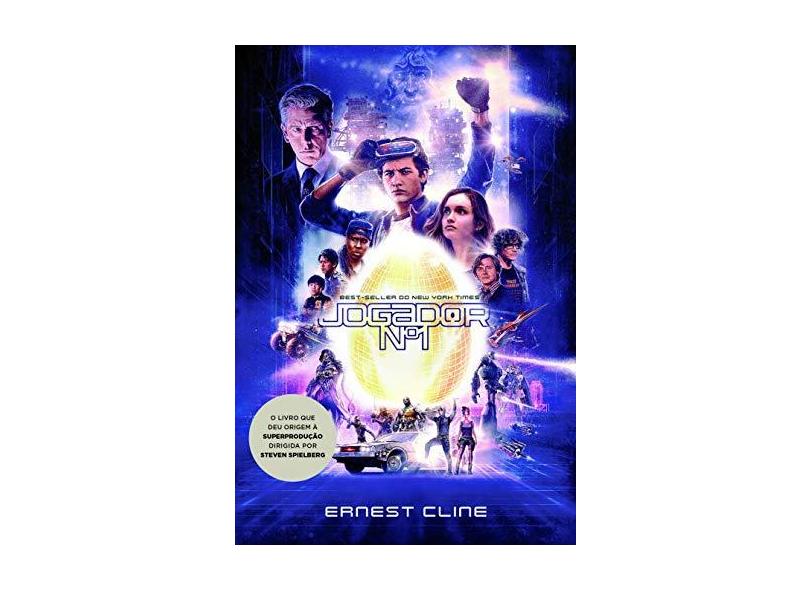 BEST-SELLER DO NEW YORK TIMES
JOGADOR
Nº1
O LIVRO QUE
DEU ORIGEM À
SUPERPRODUÇÃO
DIRIGIDA POR
STEVEN SPIELBERG
ERNEST CLINE